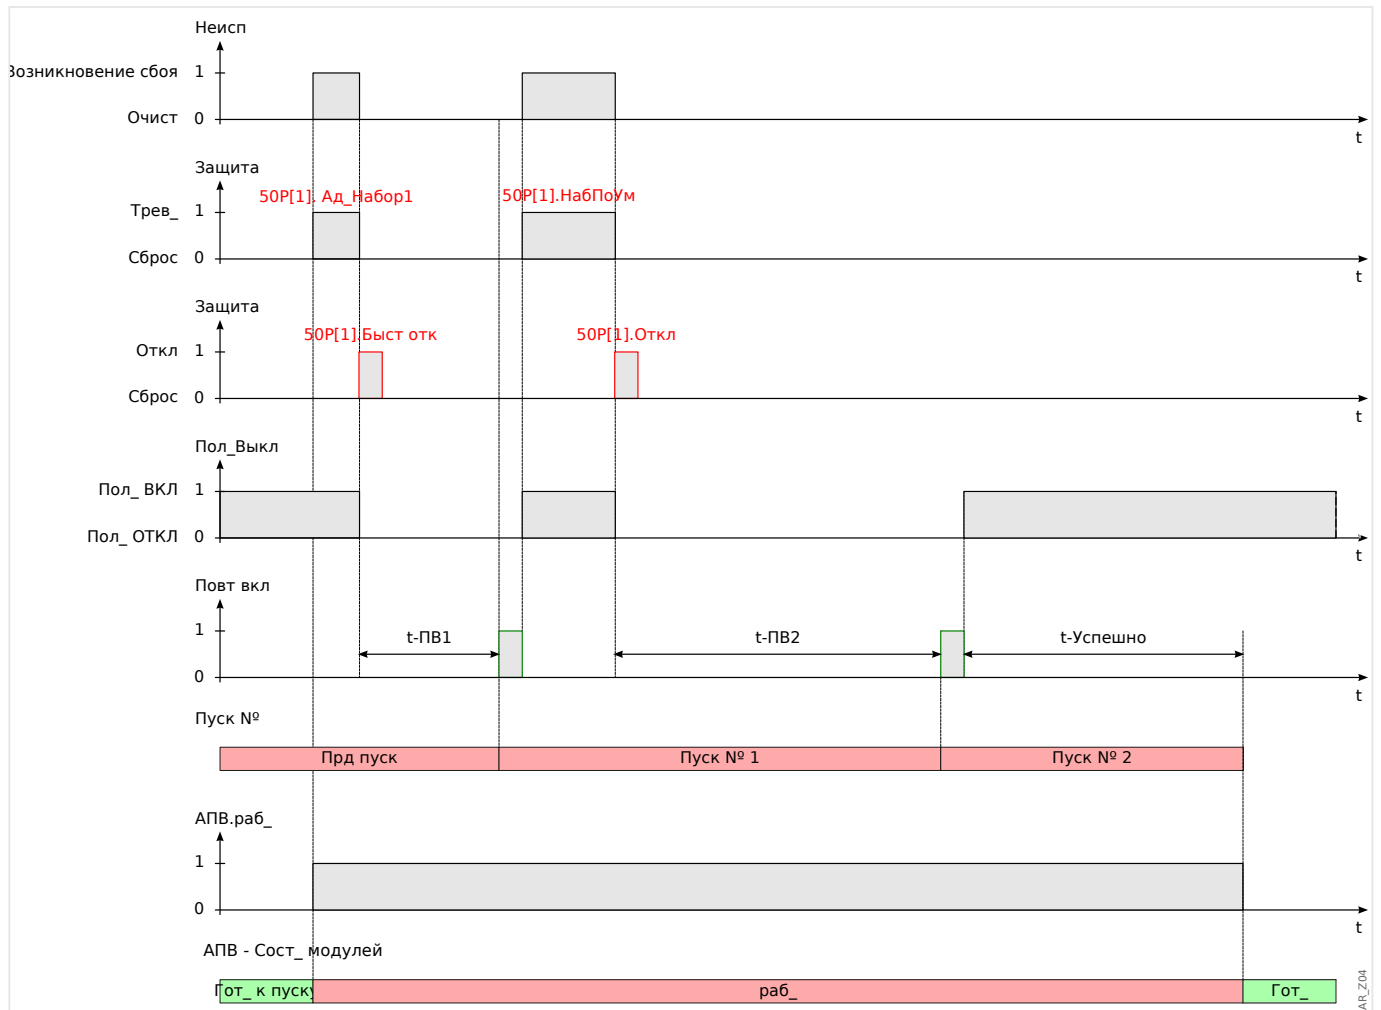 Неисп
Возникновение сбоя 1
Очист 0
t
Защита
50P[1]. Ад_Набор1 50P[1].НабПоУм
Трев_ 1
Сброс 0
t
Защита
50P[1].Быст отк 50P[1].Откл
Откл 1
Сброс 0
t
Пол_Выкл
Пол_ ВКЛ 1
Пол_ ОТКЛ 0
t
Повт вкл
1 t-ПВ1 t-ПВ2 t-Успешно
0
t
Пуск №
Прд пуск Пуск № 1 Пуск № 2
АПВ.раб_
1
0
t
АПВ - Сост_ модулей
Гот_ к пуску раб_ Гот_
AR_Z04